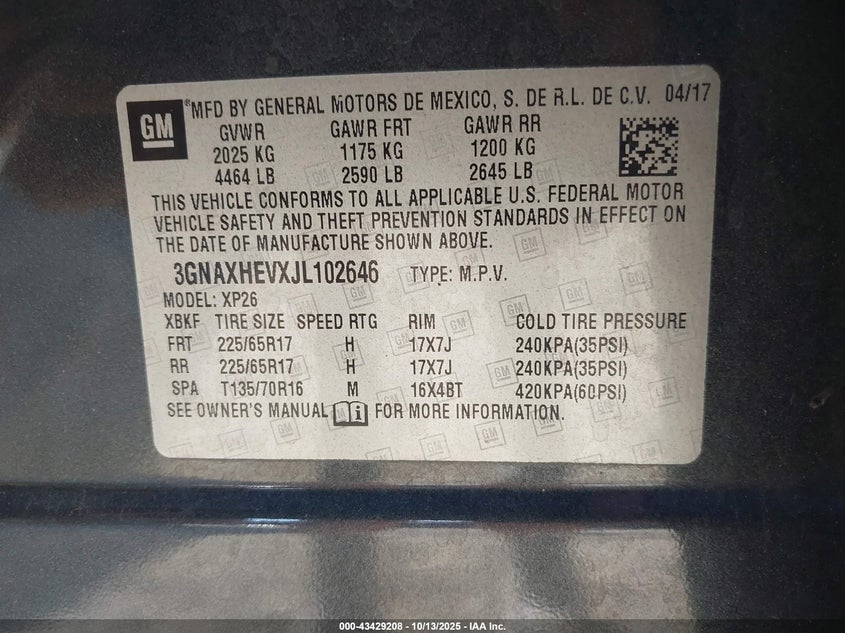 GM
*MFD BY GENERAL MOTORS DE MEXICO, S. DE R.L. DE C.V. 04/17
GVWR GAWR FRT GAWR RR
2025 KG 1175 KG 1200 KG
4464 LB 2590 LB 2645 LB
THIS VEHICLE CONFORMS TO ALL APPLICABLE U.S. FEDERAL MOTOR
VEHICLE SAFETY AND THEFT PREVENTION STANDARDS IN EFFECT ON
THE DATE OF MANUFACTURE SHOWN ABOVE.
3GNAXHEVXJL102646 TYPE: M.P.V.
MODEL: XP26
XBKF TIRE SIZE SPEED RTG RIM COLD TIRE PRESSURE
FRT 225/65R17 H 17X7J 240KPA(35PSI)
RR 225/65R17 H 17X7J 240KPA(35PSI)
SPA T135/70R16 M 16X4BT 420KPA(60PSI)
SEE OWNER'S MANUAL FOR MORE INFORMATION.
000-43429208 - 10/13/2025 - IAA Inc.